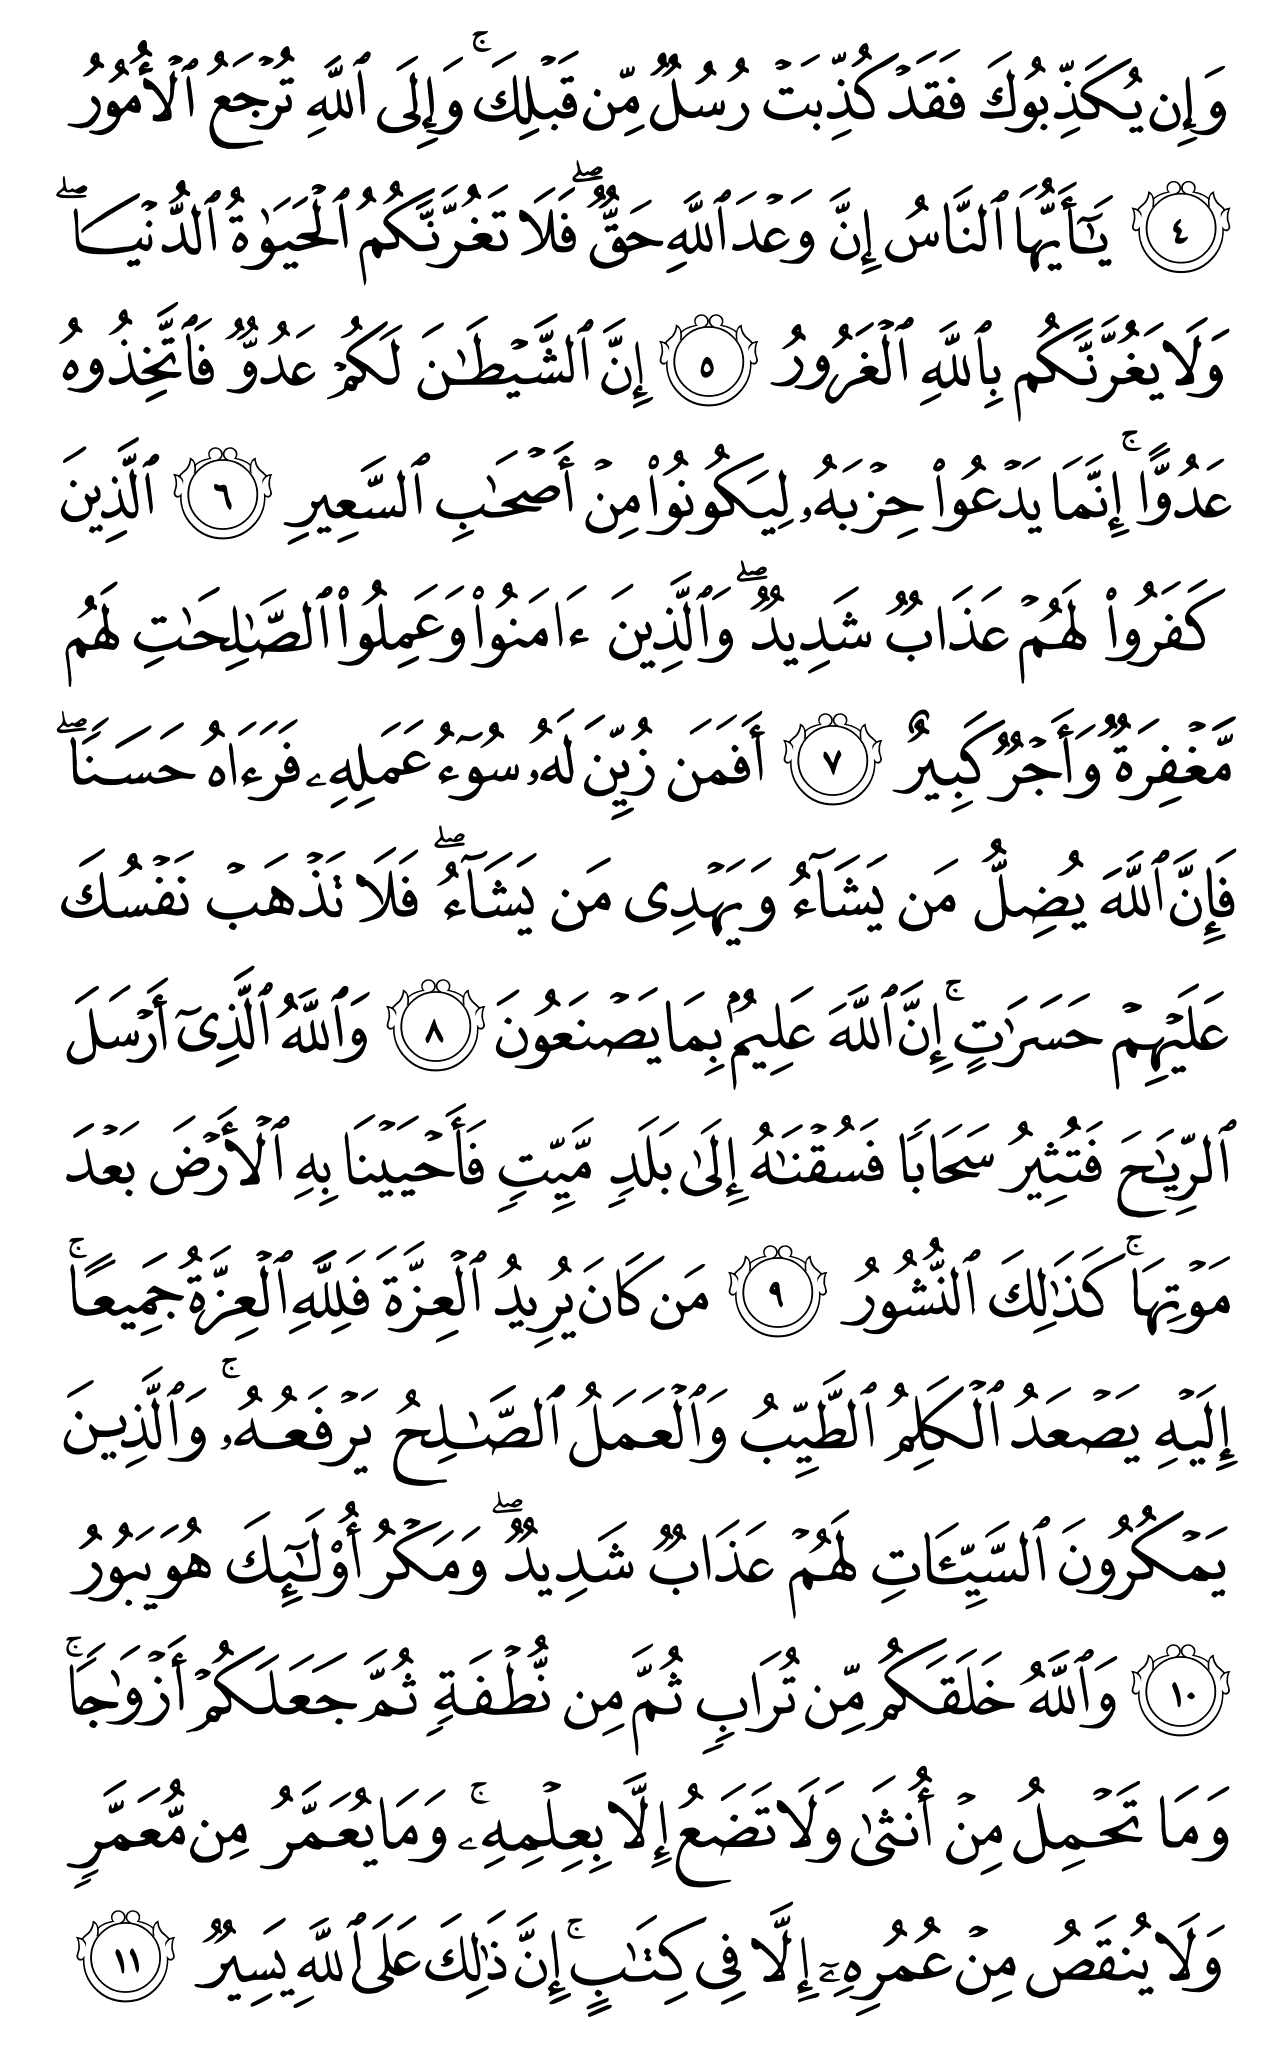 وَإِن يُكَذِّبُوكَ فَقَدۡ كُذِّبَتۡ رُسُلٞ مِّن قَبۡلِكَۚ وَإِلَى ٱللَّهِ تُرۡجَعُ ٱلۡأُمُورُ
٤ يَٰٓأَيُّهَا ٱلنَّاسُ إِنَّ وَعۡدَ ٱللَّهِ حَقّٞۖ فَلَا تَغُرَّنَّكُمُ ٱلۡحَيَوٰةُ ٱلدُّنۡيَا ۖ
وَلَا يَغُرَّنَّكُم بِٱللَّهِ ٱلۡغَرُورُ ٥ إِنَّ ٱلشَّيۡطَٰنَ لَكُمۡ عَدُوّٞ فَٱتَّخِذُوهُ
عَدُوًّاۚ إِنَّمَا يَدۡعُواْ حِزۡبَهُۥ لِيَكُونُواْ مِنۡ أَصۡحَٰبِ ٱلسَّعِيرِ ٦ ٱلَّذِينَ
كَفَرُواْ لَهُمۡ عَذَابٞ شَدِيدٞۖ وَٱلَّذِينَ ءَامَنُواْ وَعَمِلُواْ ٱلصَّٰلِحَٰتِ لَهُم
مَّغۡفِرَةٞ وَأَجۡرٞ كَبِيرٌ ٧ أَفَمَن زُيِّنَ لَهُۥ سُوٓءُ عَمَلِهِۦ فَرَءَاهُ حَسَنٗاۖ
فَإِنَّ ٱللَّهَ يُضِلُّ مَن يَشَآءُ وَيَهۡدِي مَن يَشَآءُۖ فَلَا تَذۡهَبۡ نَفۡسُكَ
عَلَيۡهِمۡ حَسَرَٰتٍۚ إِنَّ ٱللَّهَ عَلِيمُۢ بِمَا يَصۡنَعُونَ ٨ وَٱللَّهُ ٱلَّذِيٓ أَرۡسَلَ
ٱلرِّيَٰحَ فَتُثِيرُ سَحَابٗا فَسُقۡنَٰهُ إِلَىٰ بَلَدٖ مَّيِّتٖ فَأَحۡيَيۡنَا بِهِ ٱلۡأَرۡضَ بَعۡدَ
مَوۡتِهَاۚ كَذَٰلِكَ ٱلنُّشُورُ ٩ مَن كَانَ يُرِيدُ ٱلۡعِزَّةَ فَلِلَّهِ ٱلۡعِزَّةُ جَمِيعًاۚ
إِلَيۡهِ يَصۡعَدُ ٱلۡكَلِمُ ٱلطَّيِّبُ وَٱلۡعَمَلُ ٱلصَّٰلِحُ يَرۡفَعُهُۥۚ وَٱلَّذِينَ
يَمۡكُرُونَ ٱلسَّيِّـَٔاتِ لَهُمۡ عَذَابٞ شَدِيدٞۖ وَمَكۡرُ أُوْلَٰٓئِكَ هُوَ يَبُورُ
١٠ وَٱللَّهُ خَلَقَكُم مِّن تُرَابٖ ثُمَّ مِن نُّطۡفَةٖ ثُمَّ جَعَلَكُمۡ أَزۡوَٰجٗاۚ
وَمَا تَحۡمِلُ مِنۡ أُنثَىٰ وَلَا تَضَعُ إِلَّا بِعِلۡمِهِۦۚ وَمَا يُعَمَّرُ مِن مُّعَمَّرٖ
وَلَا يُنقَصُ مِنۡ عُمُرِهِۦٓ إِلَّا فِي كِتَٰبٍۚ إِنَّ ذَٰلِكَ عَلَى ٱللَّهِ يَسِيرٞ ١١